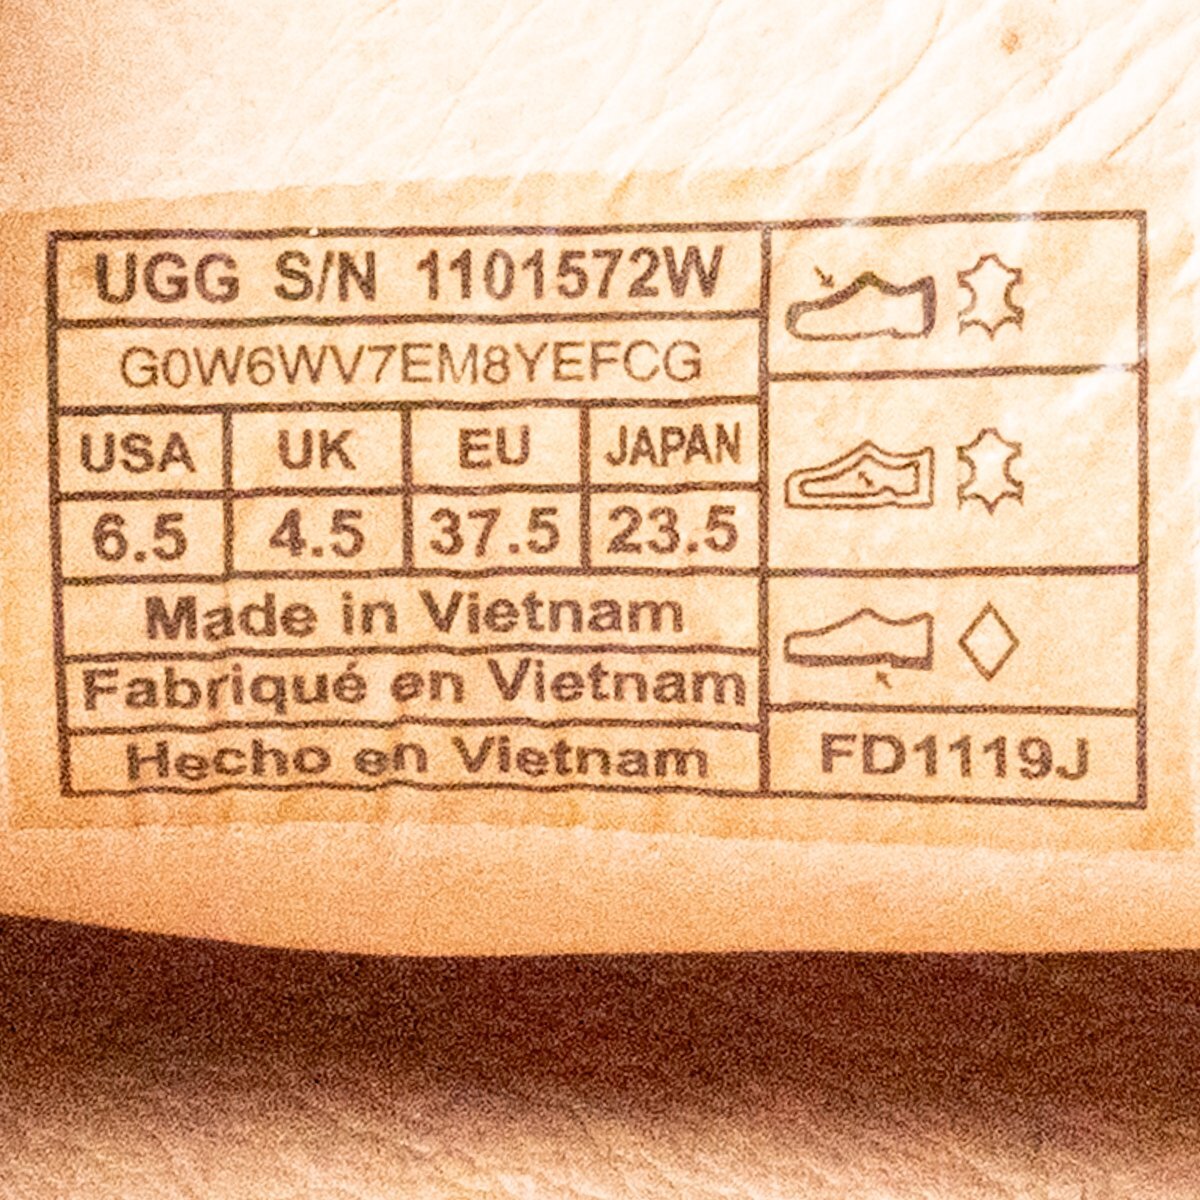 UGG S/N 1101572W
G0W6WV7EM8YEFCG
USA UK EU JAPAN
6.5 4.5 37.5 23.5
Made in Vietnam
Fabriqué en Vietnam
Hecho en Vietnam
FD1119J